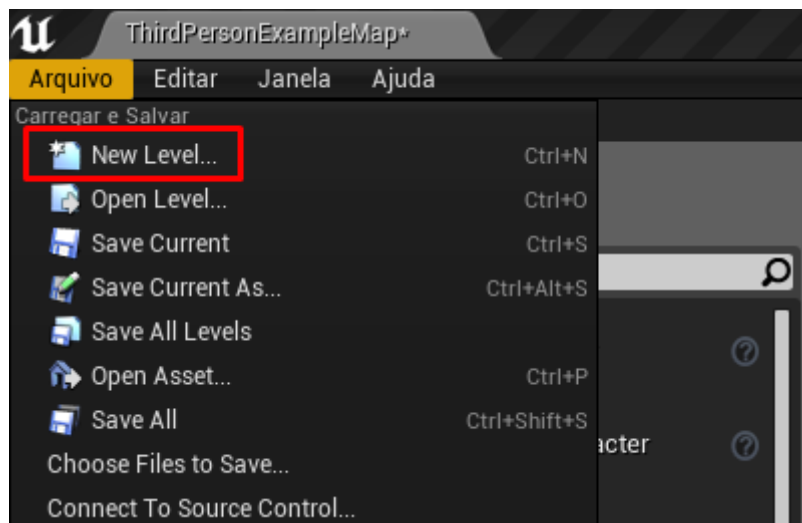 ThirdPersonExampleMap*
Arquivo Editar Janela Ajuda
Carregar e Salvar
New Level... Ctrl+N
Open Level... Ctrl+O
Save Current Ctrl+S
Save Current As... Ctrl+Alt+S
Save All Levels
Open Asset... Ctrl+P
Save All Ctrl+Shift+S
acter
Choose Files to Save...
Connect To Source Control...